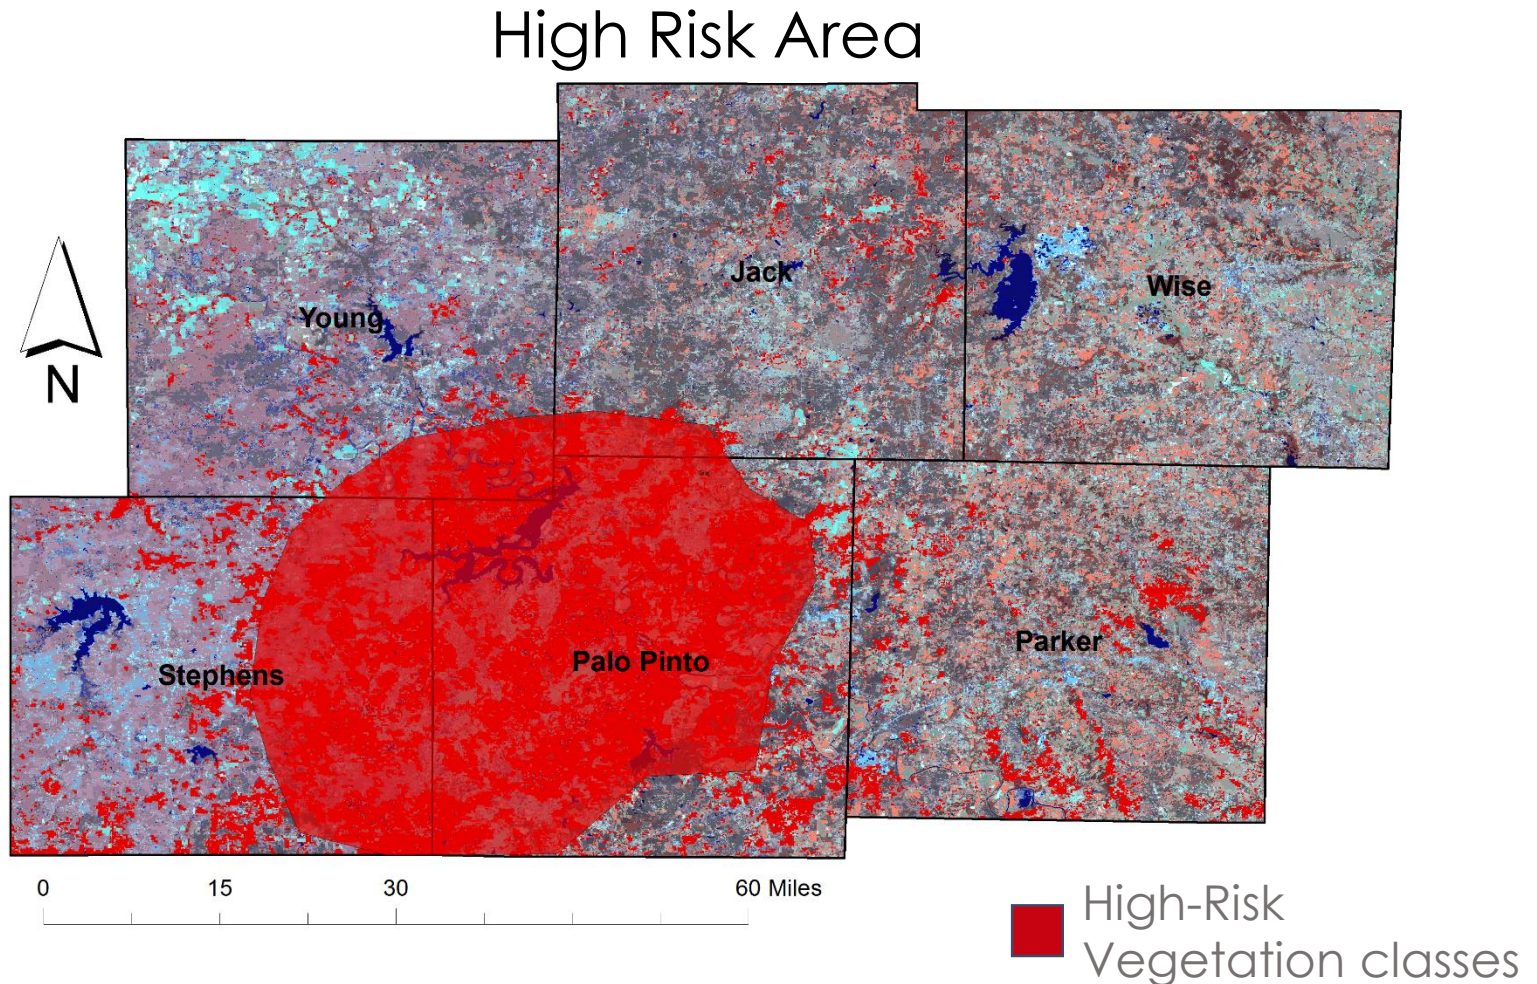 High Risk Area
Jack
Wise
Young
N
Parker
Palo Pinto
Stephens
0 15 30 60 Miles
High-Risk
Vegetation classes